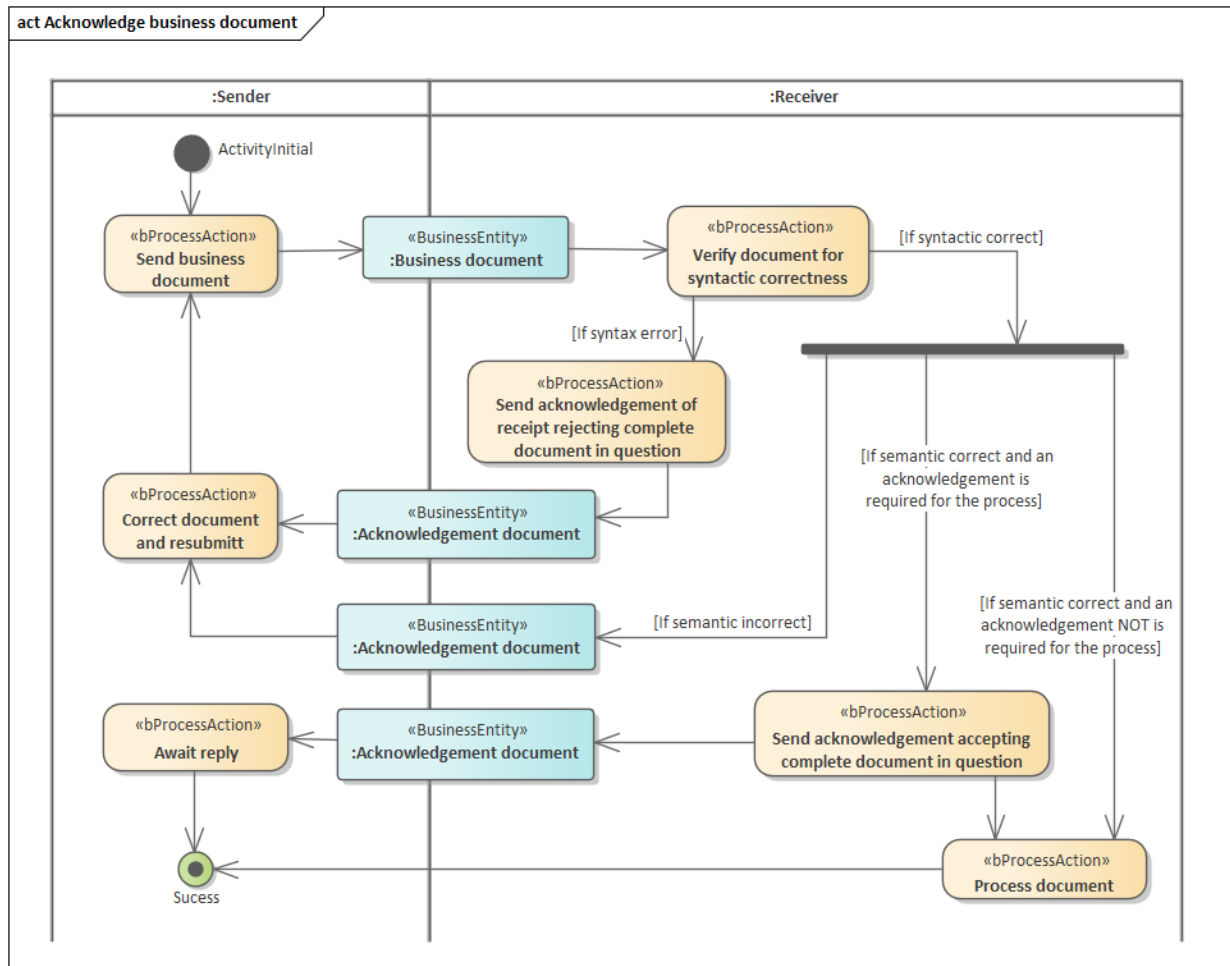 act Acknowledge business document
:Sender
:Receiver
ActivityInitial
«bProcessAction»
Send business
document
«BusinessEntity»
:Business document
«bProcessAction»
Verify document for
syntactic correctness
[If syntactic correct]
[If syntax error]
«bProcessAction»
Send acknowledgement of
receipt rejecting complete
document in question
[If semantic correct and an
acknowledgement is
required for the process]
«bProcessAction»
Correct document
and resubmitt
«BusinessEntity»
:Acknowledgement document
«BusinessEntity»
:Acknowledgement document
[If semantic incorrect]
[If semantic correct and an
acknowledgement NOT is
required for the process]
«bProcessAction»
Await reply
«BusinessEntity»
:Acknowledgement document
«bProcessAction»
Send acknowledgement accepting
complete document in question
«bProcessAction»
Process document
Sucess